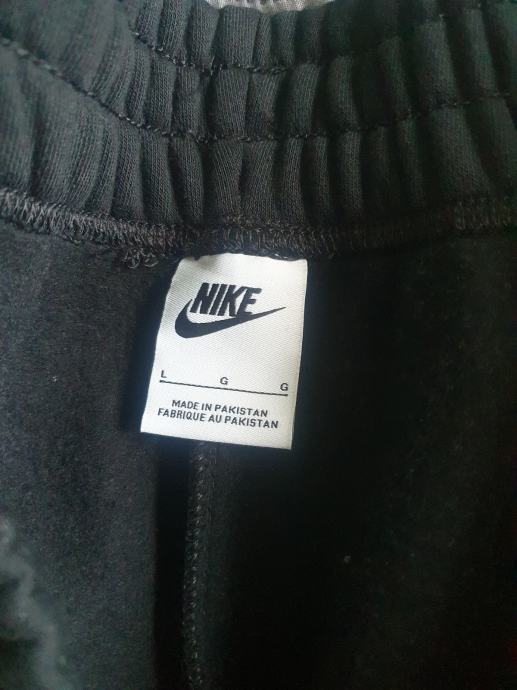 NIKE
L G G
MADE IN PAKISTAN
FABRIQUE AU PAKISTAN